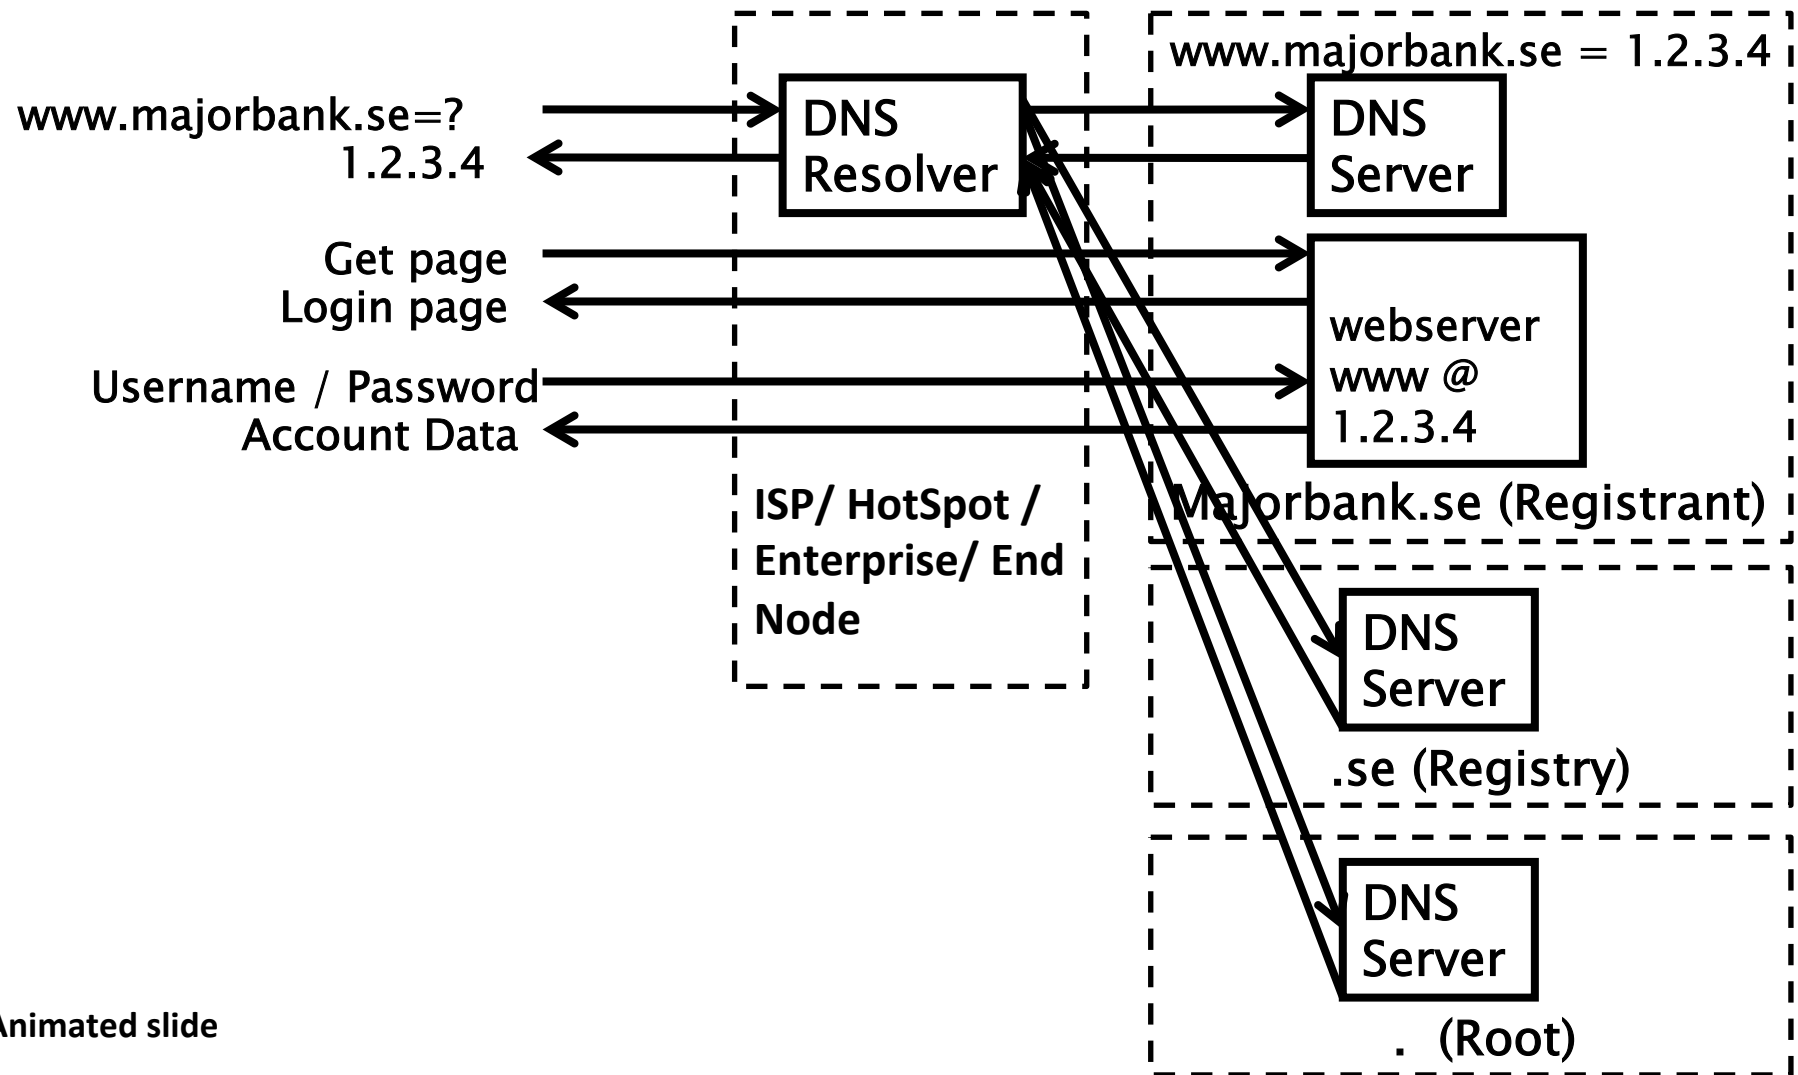 www.majorbank.se=?
1.2.3.4
Get page
Login page
Username / Password
Account Data
DNS
Resolver
ISP/ HotSpot /
Enterprise/ End
Node
www.majorbank.se = 1.2.3.4
DNS
Server
webserver
www @
1.2.3.4
Majorbank.se (Registrant)
DNS
Server
.se (Registry)
DNS
Server
. (Root)
Animated slide